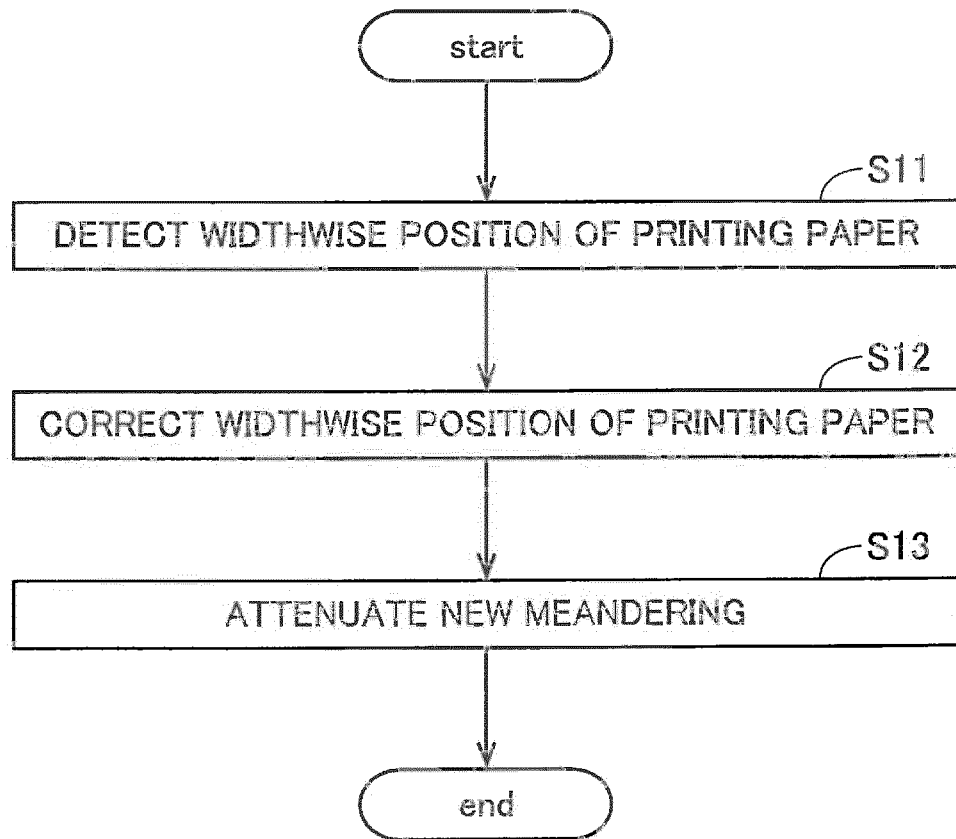 start
S11
DETECT WIDTHWISE POSITION OF PRINTING PAPER
S12
CORRECT WIDTHWISE POSITION OF PRINTING PAPER
S13
ATTENUATE NEW MEANDERING
end